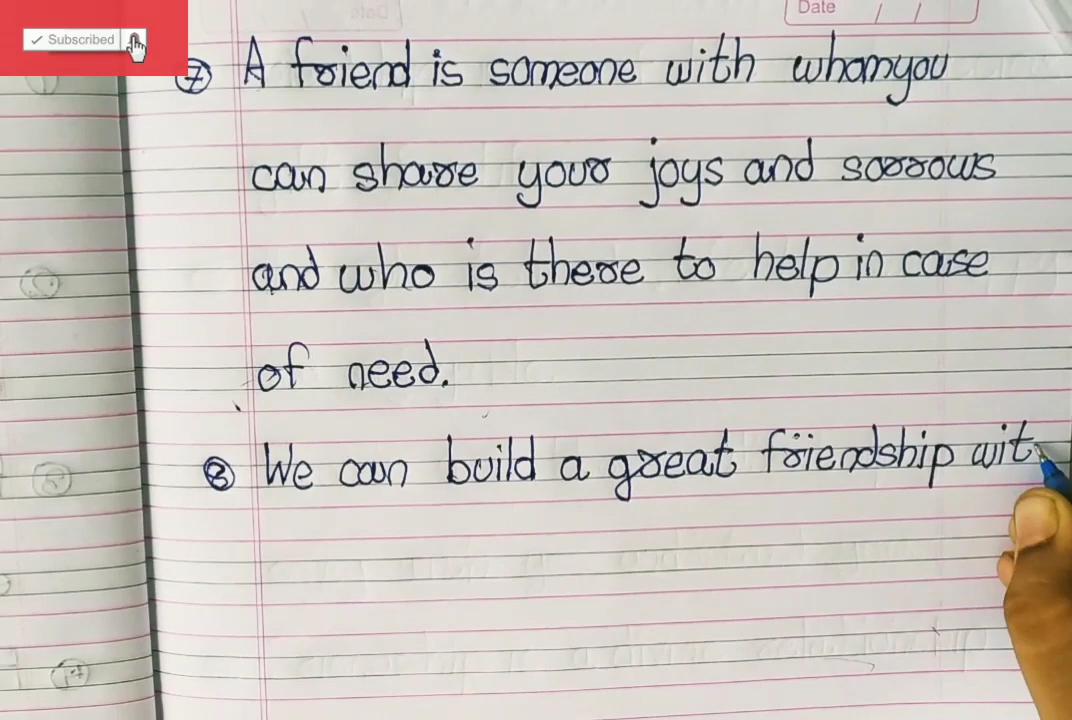 Date / /
✓ Subscribed
⑦ A friend is someone with whomyou
can share your joys and sorrows
and who is there to help in case
of need.
⑧ We can build a great friendship wit